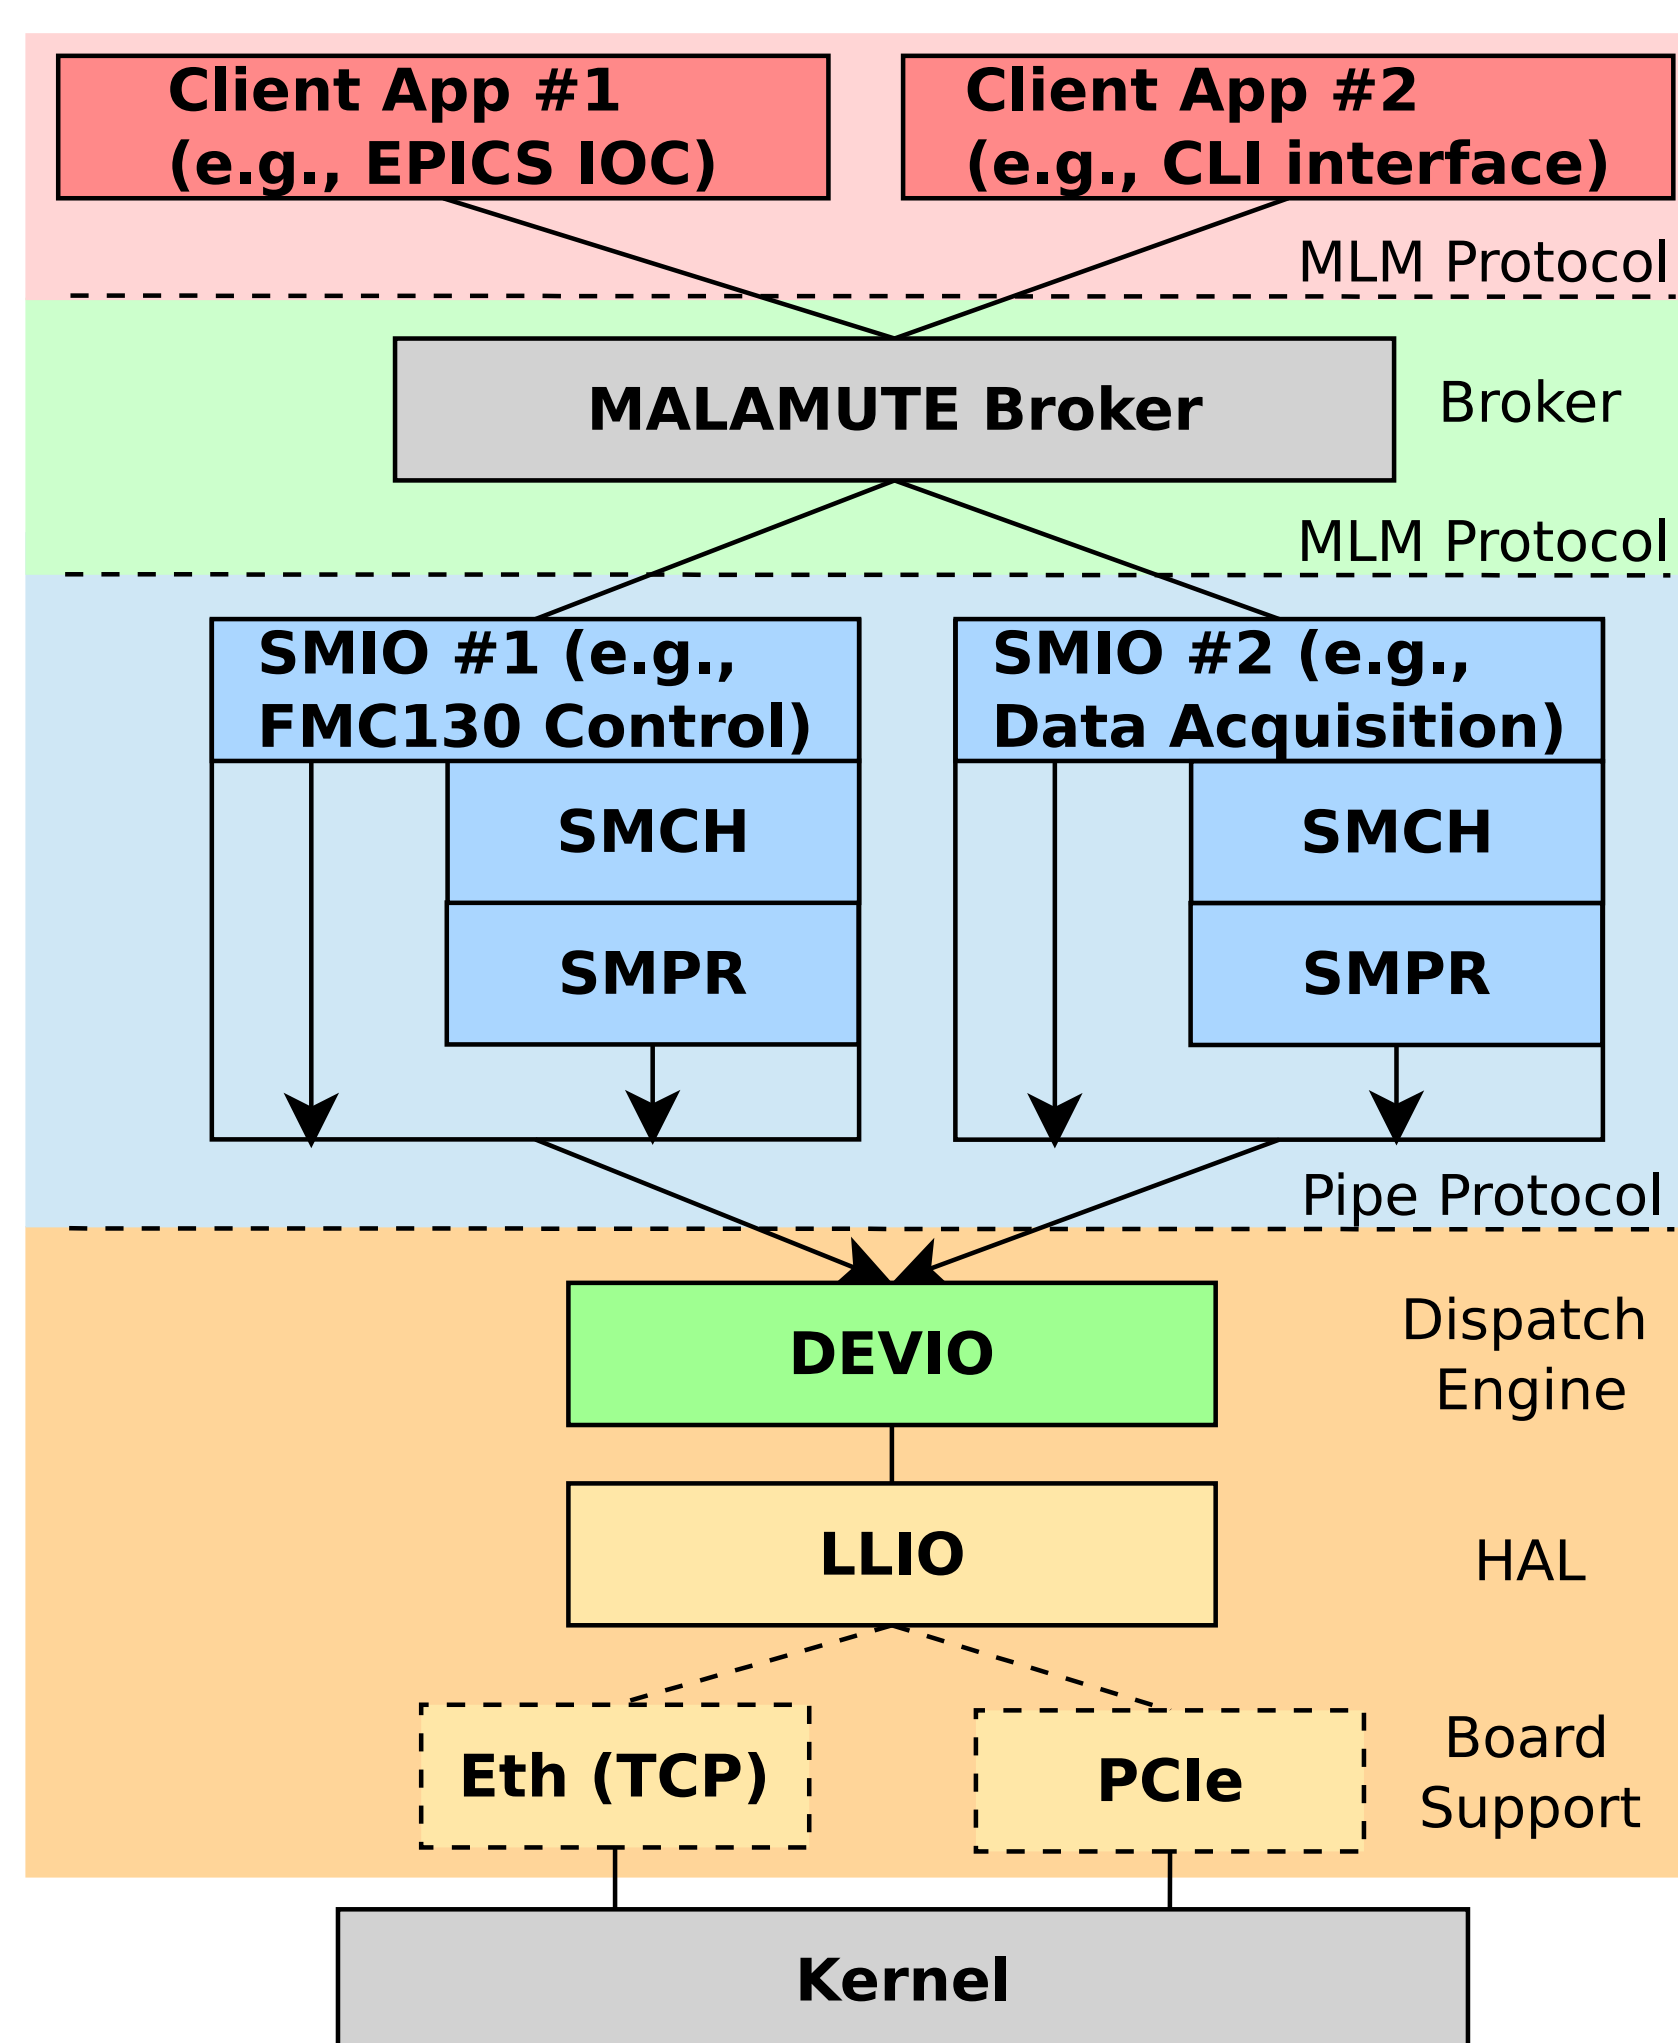 Client App #1
(e.g., EPICS IOC)
Client App #2
(e.g., CLI interface)
MLM Protocol
MALAMUTE Broker
Broker
MLM Protocol
SMIO #1 (e.g.,
FMC130 Control)
SMIO #2 (e.g.,
Data Acquisition)
SMCH
SMCH
SMPR
SMPR
Pipe Protocol
DEVIO
Dispatch
Engine
LLIO
HAL
Eth (TCP)
PCIe
Board
Support
Kernel